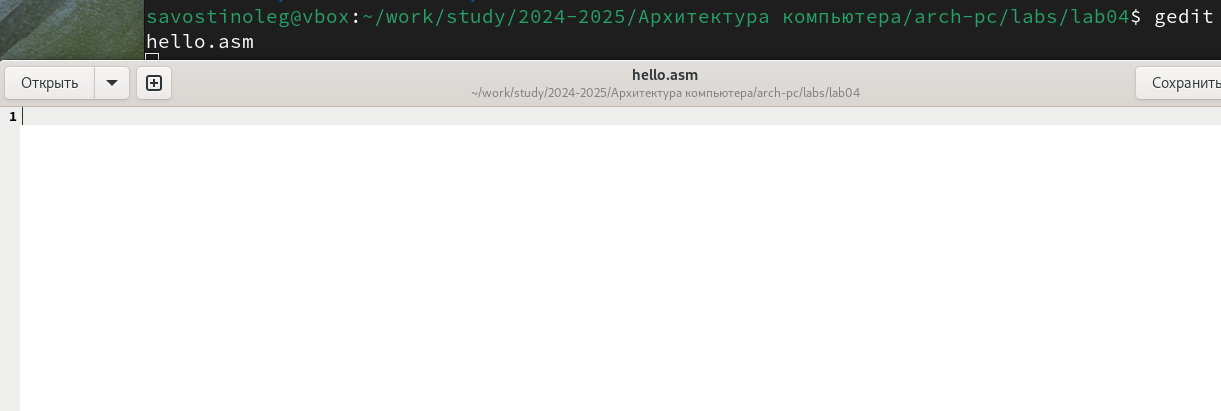 savostinoleg@vbox:~/work/study/2024-2025/Архитектура компьютера/arch-pc/labs/lab04$ gedit
hello.asm
Открыть
hello.asm
~/work/study/2024-2025/Архитектура компьютера/arch-pc/labs/lab04
Сохранить
1